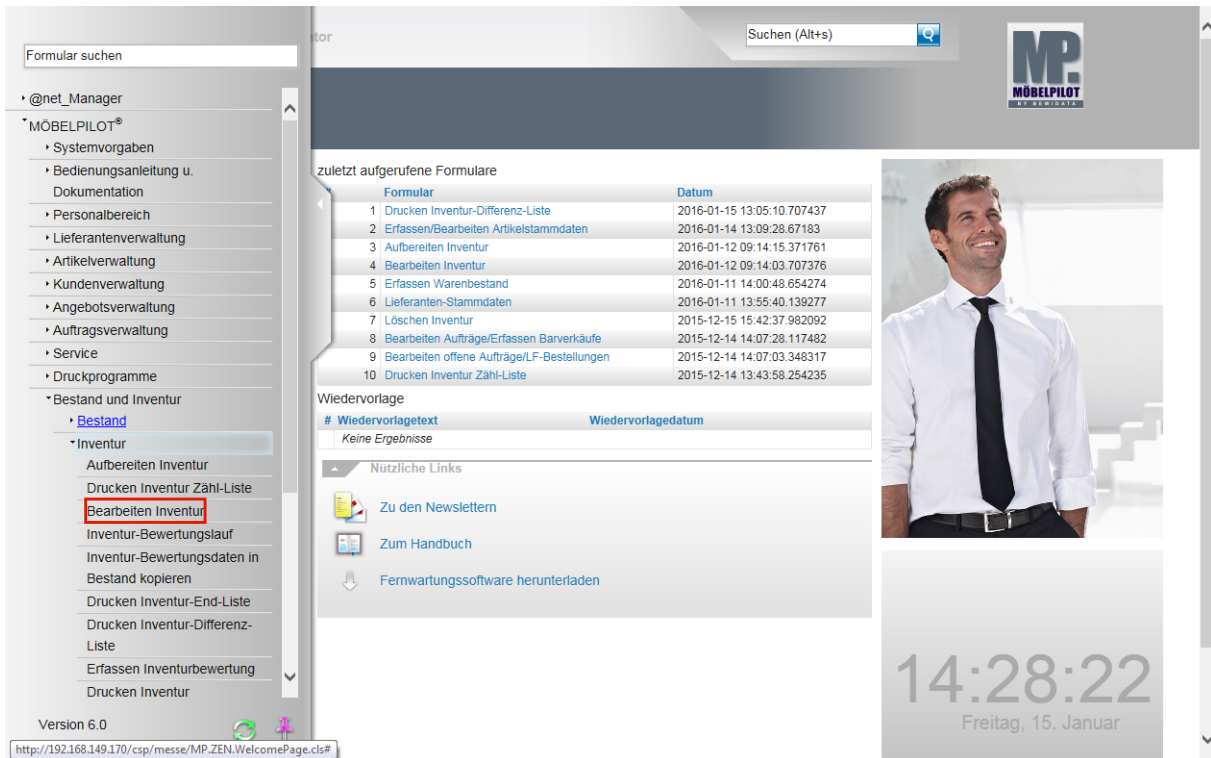 tor
Suchen (Alt+s)
MP.
MÖBELPILOT
BY BEWIDATA
Formular suchen
@net_Manager
MÖBELPILOT®
Systemvorgaben
Bedienungsanleitung u.
Dokumentation
Personalbereich
Lieferantenverwaltung
Artikelverwaltung
Kundenverwaltung
Angebotsverwaltung
Auftragsverwaltung
Service
Druckprogramme
Bestand und Inventur
Bestand
Inventur
Aufbereiten Inventur
Drucken Inventur Zähl-Liste
Bearbeiten Inventur
Inventur-Bewertungslauf
Inventur-Bewertungsdaten in
Bestand kopieren
Drucken Inventur-End-Liste
Drucken Inventur-Differenz-
Liste
Erfassen Inventurbewertung
Drucken Inventur
Version 6.0
http://192.168.149.170/csp/messe/MP.ZEN.WelcomePage.cls#
zuletzt aufgerufene Formulare
Formular Datum
1 Drucken Inventur-Differenz-Liste 2016-01-15 13:05:10.707437
2 Erfassen/Bearbeiten Artikelstammdaten 2016-01-14 13:09:28.67183
3 Aufbereiten Inventur 2016-01-12 09:14:15.371761
4 Bearbeiten Inventur 2016-01-12 09:14:03.707376
5 Erfassen Warenbestand 2016-01-11 14:00:48.654274
6 Lieferanten-Stammdaten 2016-01-11 13:55:40.139277
7 Löschen Inventur 2015-12-15 15:42:37.982092
8 Bearbeiten Aufträge/Erfassen Barverkäufe 2015-12-14 14:07:28.117482
9 Bearbeiten offene Aufträge/LF-Bestellungen 2015-12-14 14:07:03.348317
10 Drucken Inventur Zähl-Liste 2015-12-14 13:43:58.254235
Wiedervorlage
# Wiedervorlagetext Wiedervorlagedatum
Keine Ergebnisse
Nützliche Links
Zu den Newslettern
Zum Handbuch
Fernwartungssoftware herunterladen
14:28:22
Freitag, 15. Januar